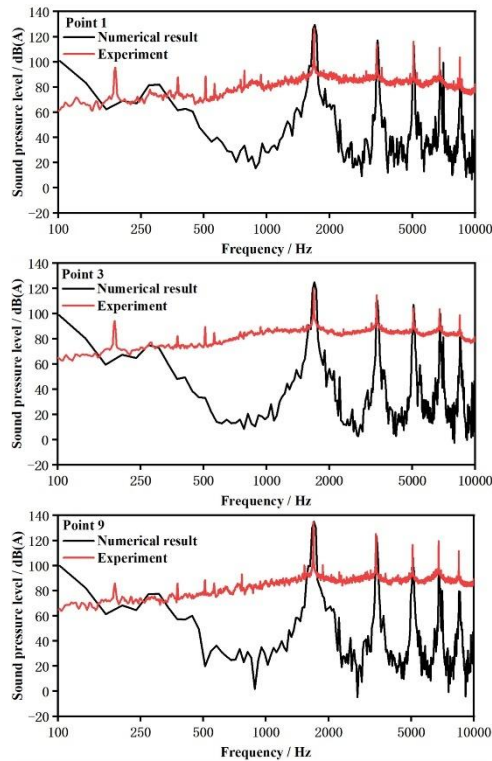 Point 1
Numerical result
Experiment
Sound pressure level / dB(A)
140
120
100
80
60
40
20
0
−20
100 250 500 1000 2000 5000 10000
Frequency / Hz
Point 3
Numerical result
Experiment
Sound pressure level / dB(A)
140
120
100
80
60
40
20
0
−20
100 250 500 1000 2000 5000 10000
Frequency / Hz
Point 9
Numerical result
Experiment
Sound pressure level / dB(A)
140
120
100
80
60
40
20
0
−20
100 250 500 1000 2000 5000 10000
Frequency / Hz